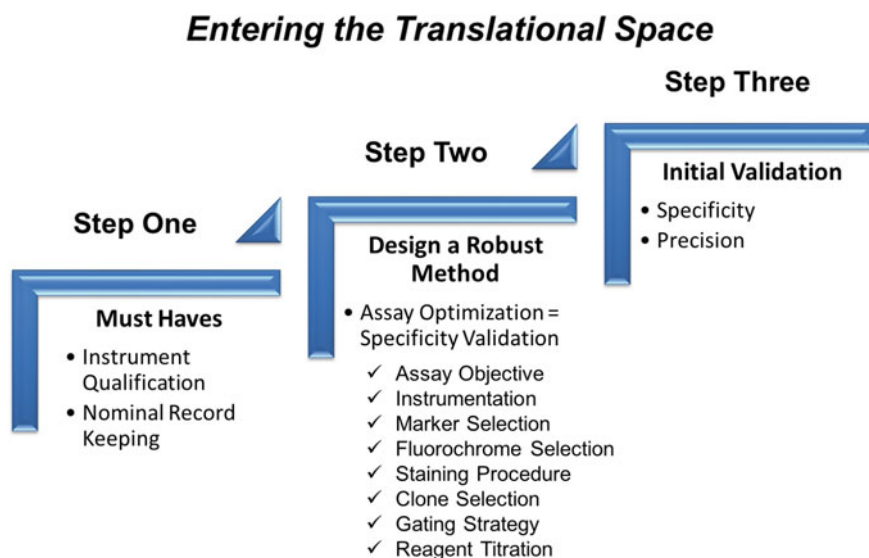 Entering the Translational Space
Step One
Must Haves
• Instrument
Qualification
• Nominal Record
Keeping
Step Two
Design a Robust
Method
• Assay Optimization =
Specificity Validation
✓ Assay Objective
✓ Instrumentation
✓ Marker Selection
✓ Fluorochrome Selection
✓ Staining Procedure
✓ Clone Selection
✓ Gating Strategy
✓ Reagent Titration
Step Three
Initial Validation
• Specificity
• Precision